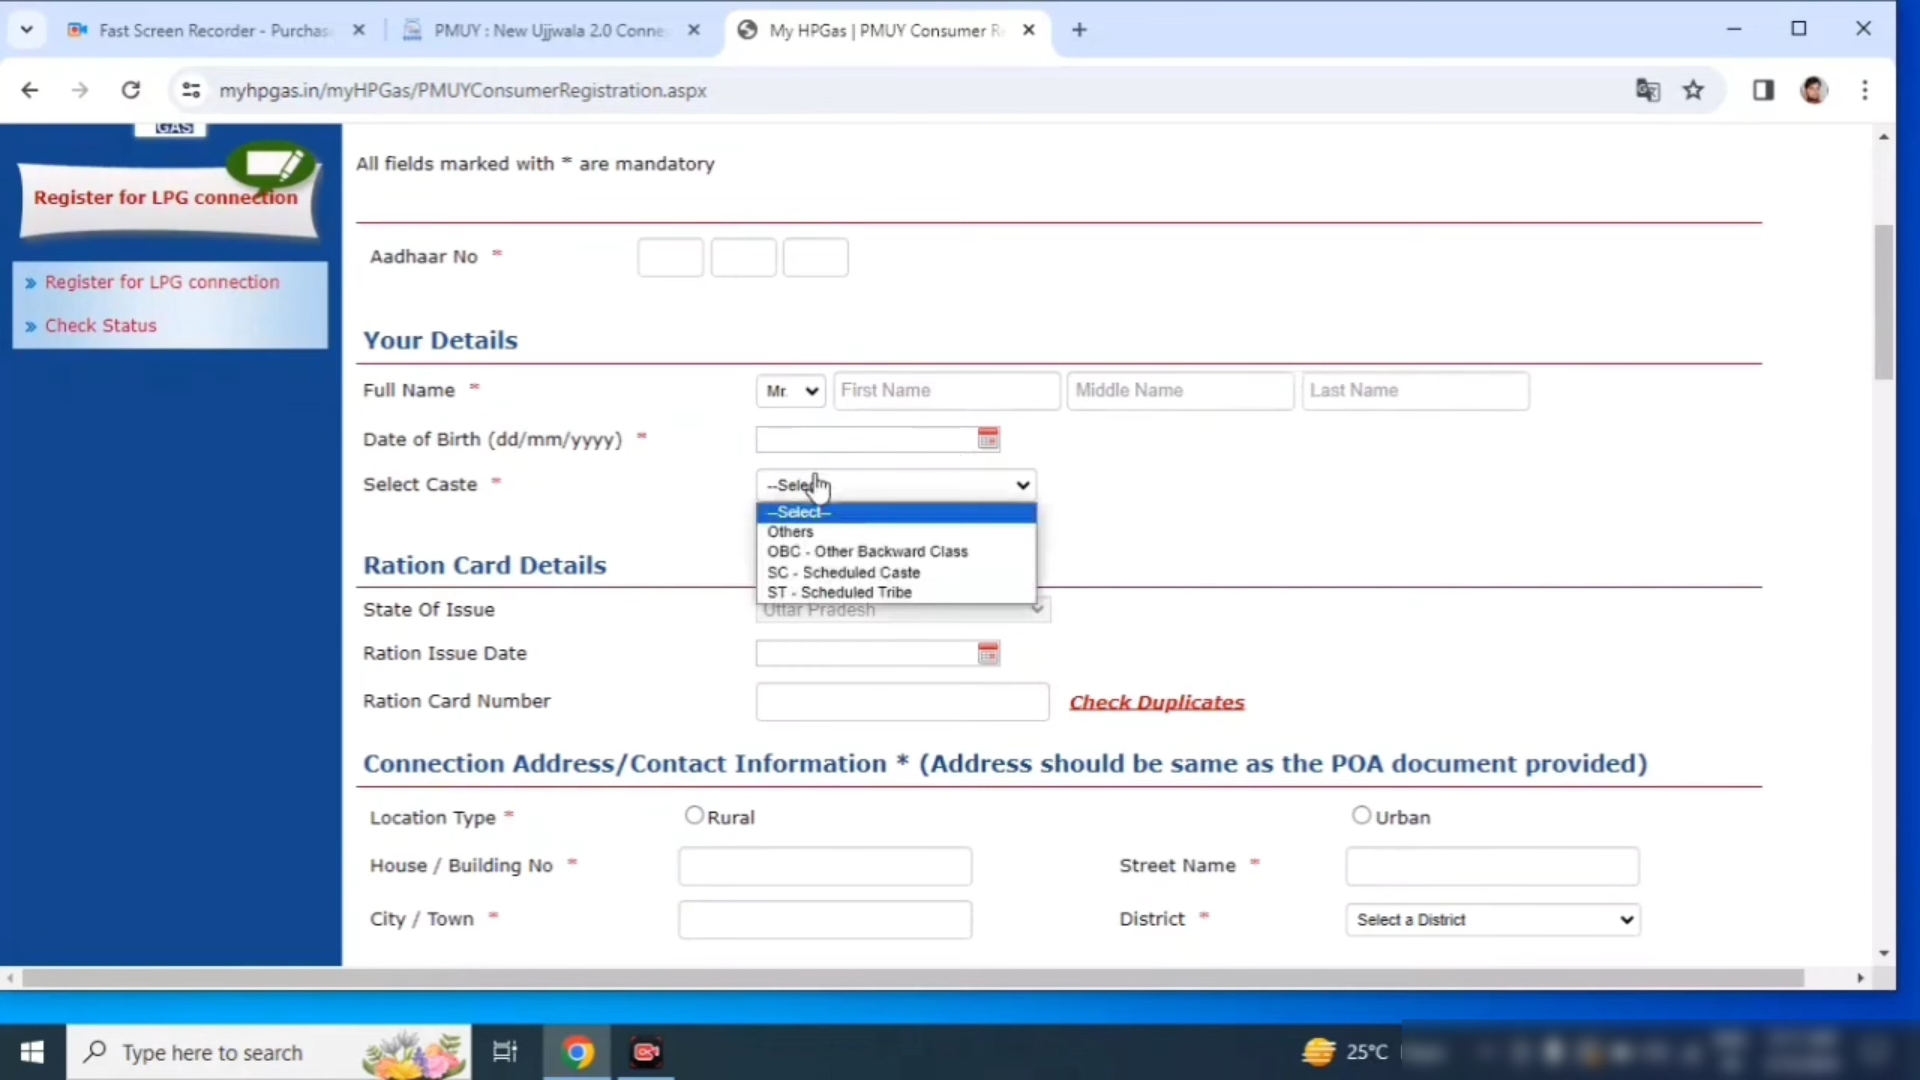 Fast Screen Recorder - Purchas
PMUY : New Ujjwala 2.0 Conne
My HPGas | PMUY Consumer Re
myhpgas.in/myHPGas/PMUYConsumerRegistration.aspx
GAS
Register for LPG connection
» Register for LPG connection
» Check Status
All fields marked with * are mandatory
Aadhaar No *
Your Details
Full Name * Mr. First Name Middle Name Last Name
Date of Birth (dd/mm/yyyy) *
Select Caste * --Select
--Select--
Others
OBC - Other Backward Class
SC - Scheduled Caste
ST - Scheduled Tribe
Ration Card Details
State Of Issue Uttar Pradesh
Ration Issue Date
Ration Card Number Check Duplicates
Connection Address/Contact Information * (Address should be same as the POA document provided)
Location Type * Rural Urban
House / Building No * Street Name *
City / Town * District * Select a District
Type here to search
25°C